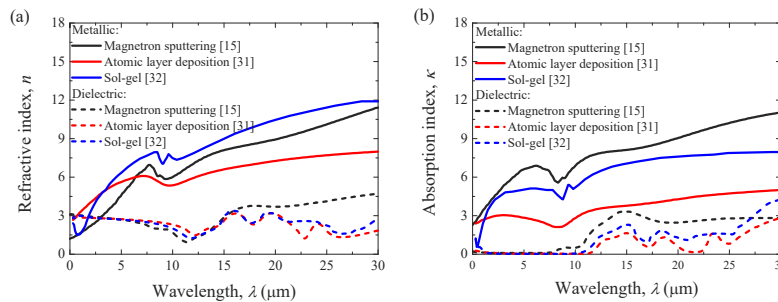 (a)
18
15
12
9
6
3
0
Refractive index, n
Metallic:
Magnetron sputtering [15]
Atomic layer deposition [31]
Sol-gel [32]
Dielectric:
Magnetron sputtering [15]
Atomic layer deposition [31]
Sol-gel [32]
0 5 10 15 20 25 30
Wavelength, λ (μm)
(b)
18
15
12
9
6
3
0
Absorption index, κ
Metallic:
Magnetron sputtering [15]
Atomic layer deposition [31]
Sol-gel [32]
Dielectric:
Magnetron sputtering [15]
Atomic layer deposition [31]
Sol-gel [32]
0 5 10 15 20 25 30
Wavelength, λ (μm)